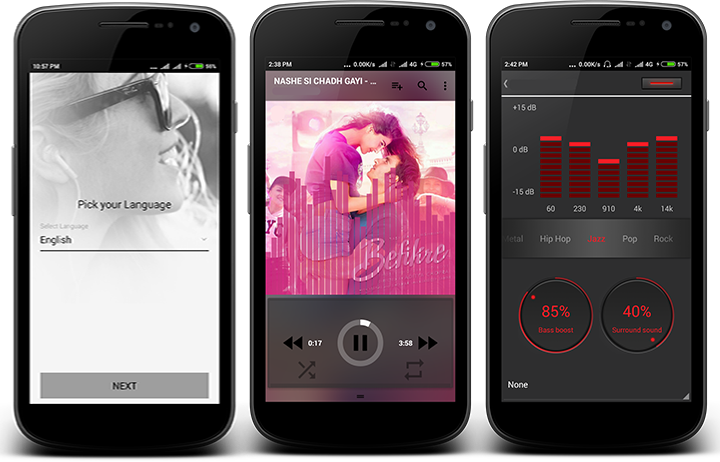 10:57 PM
98%
Pick your Language
Select Language
English
NEXT
2:38 PM ... 0.00K/s 4G 57%
NASHE SI CHADH GAYI - ...
Befikre
0:17
3:58
2:42 PM ... 0.00K/s 4G 57%
+15 dB
0 dB
-15 dB
60 230 910 4k 14k
Metal Hip Hop Jazz Pop Rock
85%
Bass boost
40%
Surround sound
None